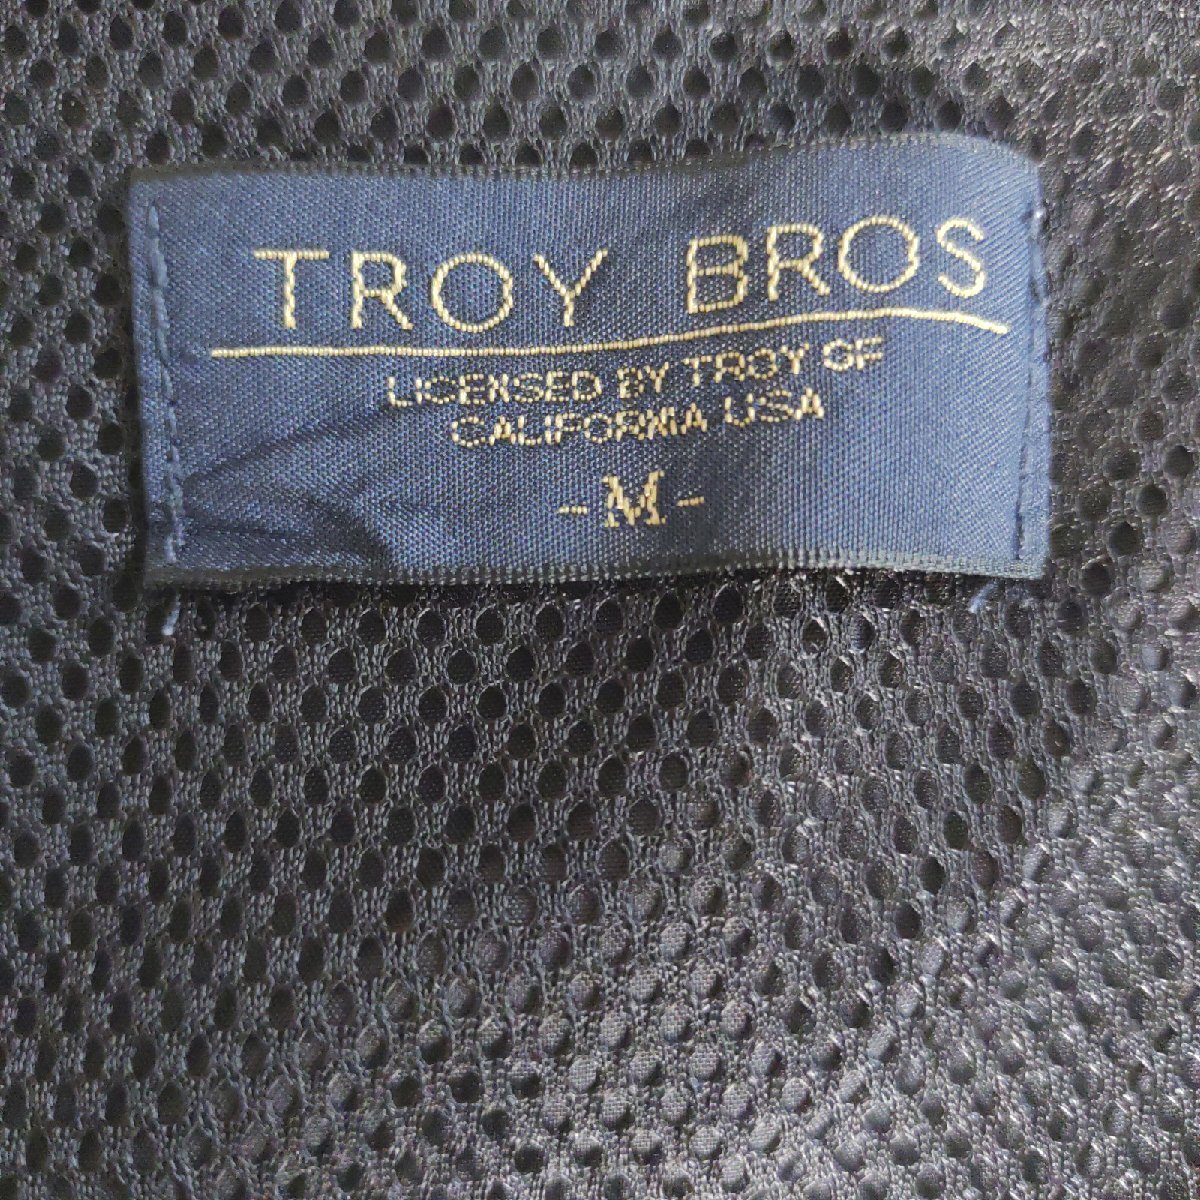 TROY BROS
LICENSED BY TROY OF
CALIFORNIA USA
-M-